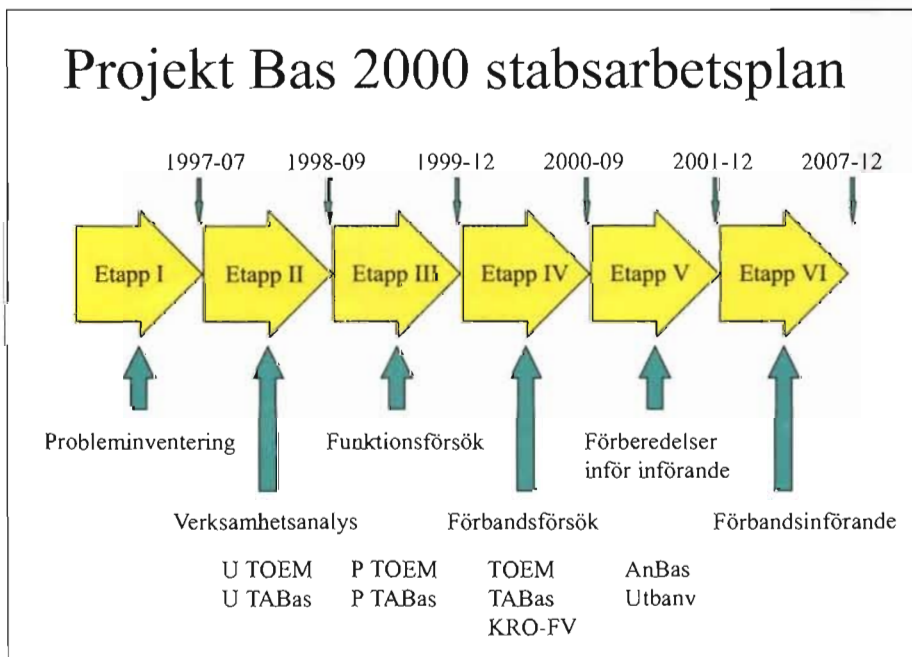 Projekt Bas 2000 stabsarbetsplan
1997-07 1998-09 1999-12 2000-09 2001-12 2007-12
Etapp I Etapp II Etapp III Etapp IV Etapp V Etapp VI
Probleminventering Funktionsförsök Förberedelser
inför införande
Verksamhetsanalys Förbandsförsök Förbandsinförande
U TOEM P TOEM TOEM AnBas
U TABas P TABas TABas Utbanv
KRO-FV